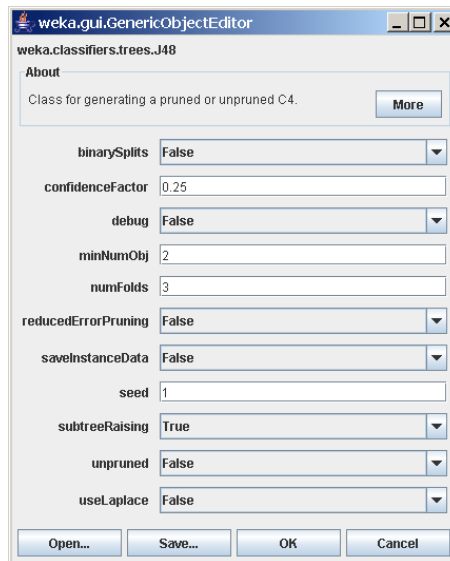 weka.gui.GenericObjectEditor
weka.classifiers.trees.J48
About
Class for generating a pruned or unpruned C4.
More
binarySplits False
confidenceFactor 0.25
debug False
minNumObj 2
numFolds 3
reducedErrorPruning False
saveInstanceData False
seed 1
subtreeRaising True
unpruned False
useLaplace False
Open... Save... OK Cancel